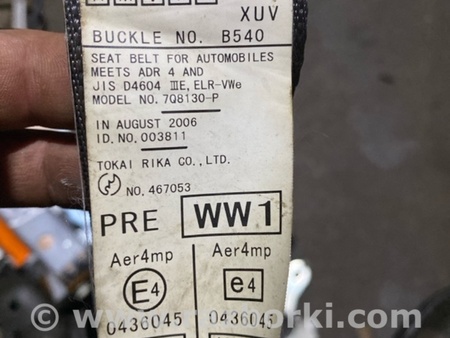 XUV
BUCKLE NO. B540
SEAT BELT FOR AUTOMOBILES
MEETS ADR 4 AND
JIS D4604 ⅢE, ELR-VWe
MODEL NO. 7Q8130-P
IN AUGUST 2006
ID. NO. 003811
TOKAI RIKA CO., LTD.
NO. 467053
PRE WW1
Aer4mp Aer4mp
E4 e4
0436045 0436045